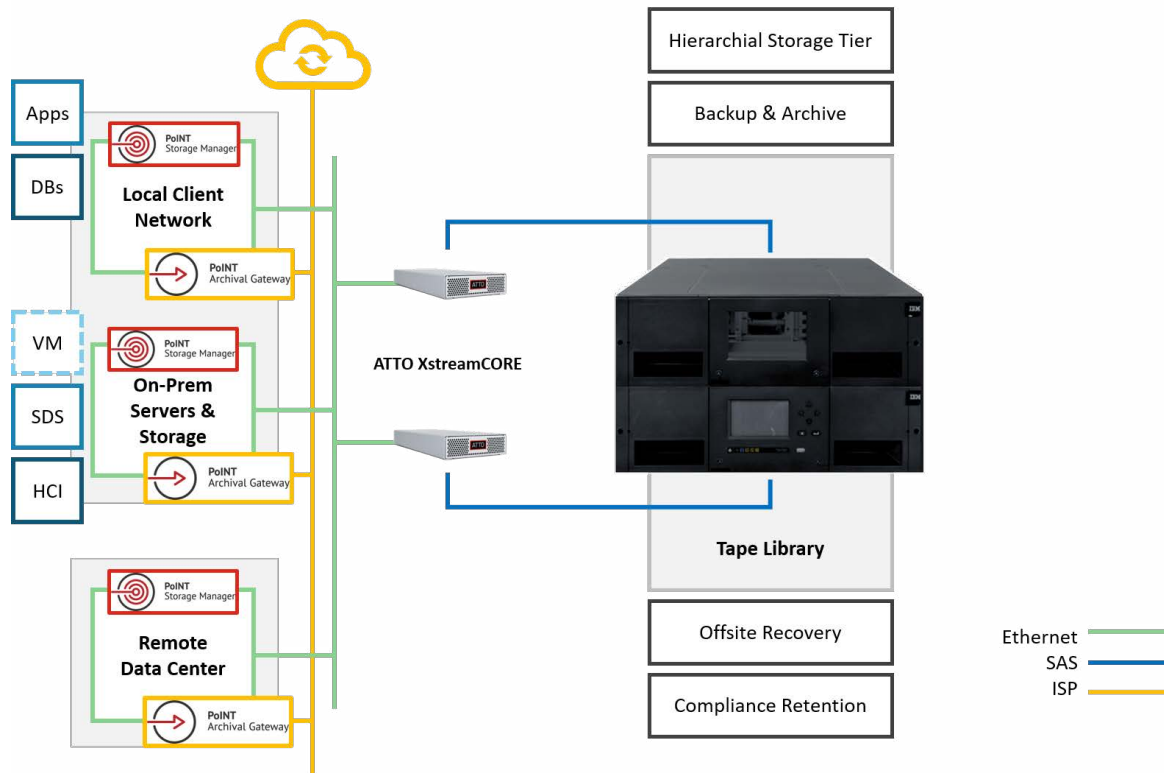 Apps
DBs
PoINT
Storage Manager
Local Client
Network
PoINT
Archival Gateway
VM
SDS
HCI
PoINT
Storage Manager
On-Prem
Servers &
Storage
PoINT
Archival Gateway
PoINT
Storage Manager
Remote
Data Center
PoINT
Archival Gateway
ATTO
ATTO XstreamCORE
ATTO
Hierarchial Storage Tier
Backup & Archive
IBM
IBM
Tape Library
Offsite Recovery
Compliance Retention
Ethernet
SAS
ISP